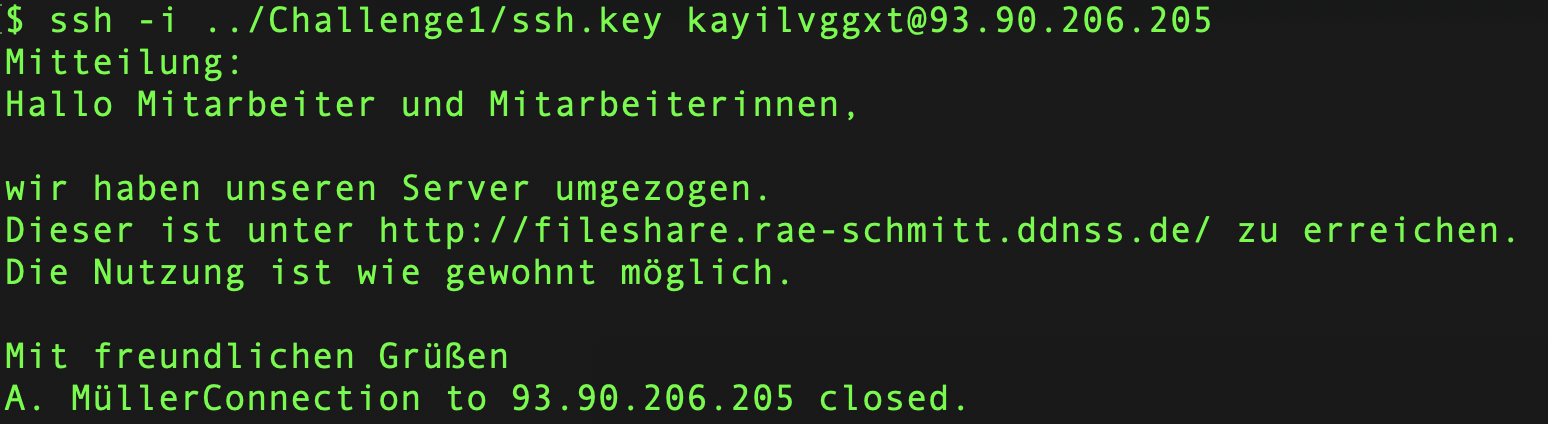 $ ssh -i ../Challenge1/ssh.key kayilvggxt@93.90.206.205
Mitteilung:
Hallo Mitarbeiter und Mitarbeiterinnen,
wir haben unseren Server umgezogen.
Dieser ist unter http://fileshare.rae-schmitt.ddnss.de/ zu erreichen.
Die Nutzung ist wie gewohnt möglich.
Mit freundlichen Grüßen
A. MüllerConnection to 93.90.206.205 closed.